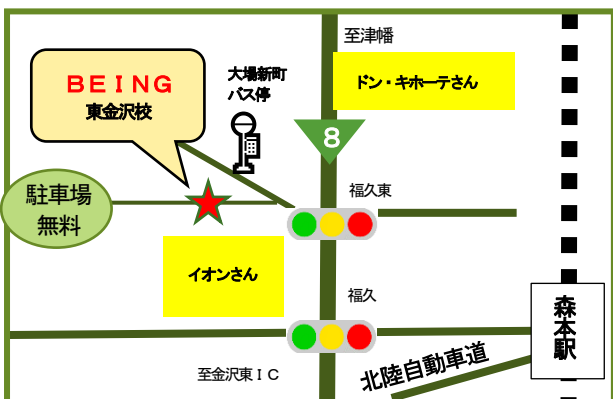 至津幡
ドン・キホーテさん
BEING
東金沢校
大場新町
バス停
8
駐車場
無料
福久東
イオンさん
福久
森本駅
至金沢東IC
北陸自動車道